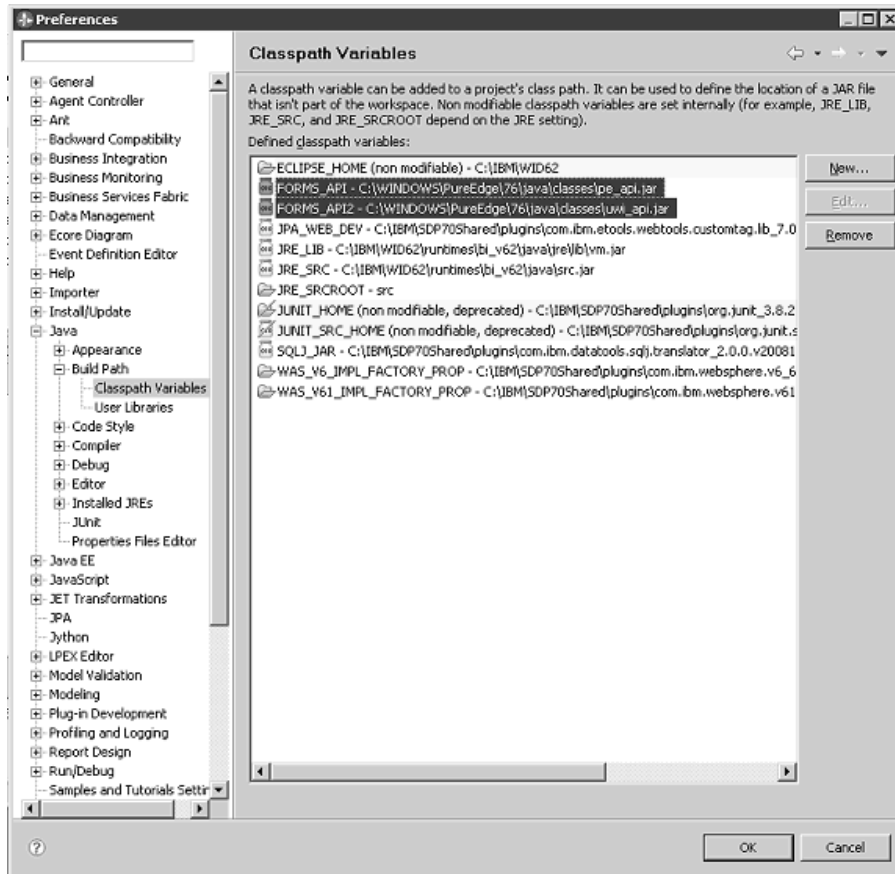 Preferences
Classpath Variables
A classpath variable can be added to a project's class path. It can be used to define the location of a JAR file
that isn't part of the workspace. Non modifiable classpath variables are set internally (for example, JRE_LIB,
JRE_SRC, and JRE_SRCROOT depend on the JRE setting).
Defined classpath variables:
General
Agent Controller
Ant
Backward Compatibility
Business Integration
Business Monitoring
Business Services Fabric
Data Management
Ecore Diagram
Event Definition Editor
Help
Importer
Install/Update
Java
Appearance
Build Path
Classpath Variables
User Libraries
Code Style
Compiler
Debug
Editor
Installed JREs
JUnit
Properties Files Editor
Java EE
JavaScript
JET Transformations
JPA
Jython
LPEX Editor
Model Validation
Modeling
Plug-in Development
Profiling and Logging
Report Design
Run/Debug
Samples and Tutorials Settir
ECLIPSE_HOME (non modifiable) - C:\IBM\WID62
FORMS_API - C:\WINDOWS\PureEdge\76\java\classes\pe_api.jar
FORMS_API2 - C:\WINDOWS\PureEdge\76\java\classes\uwi_api.jar
JPA_WEB_DEV - C:\IBM\SDP70Shared\plugins\com.ibm.etools.webtools.customtag.lib_7.0
JRE_LIB - C:\IBM\WID62\runtimes\bi_v62\java\jre\lib\vm.jar
JRE_SRC - C:\IBM\WID62\runtimes\bi_v62\java\src.jar
JRE_SRCROOT - src
JUNIT_HOME (non modifiable, deprecated) - C:\IBM\SDP70Shared\plugins\org.junit_3.8.2
JUNIT_SRC_HOME (non modifiable, deprecated) - C:\IBM\SDP70Shared\plugins\org.junit.s
SQLJ_JAR - C:\IBM\SDP70Shared\plugins\com.ibm.datatools.sqlj.translator_2.0.0.v20081
WAS_V6_IMPL_FACTORY_PROP - C:\IBM\SDP70Shared\plugins\com.ibm.websphere.v6_6
WAS_V61_IMPL_FACTORY_PROP - C:\IBM\SDP70Shared\plugins\com.ibm.websphere.v61
New...
Edit...
Remove
OK
Cancel